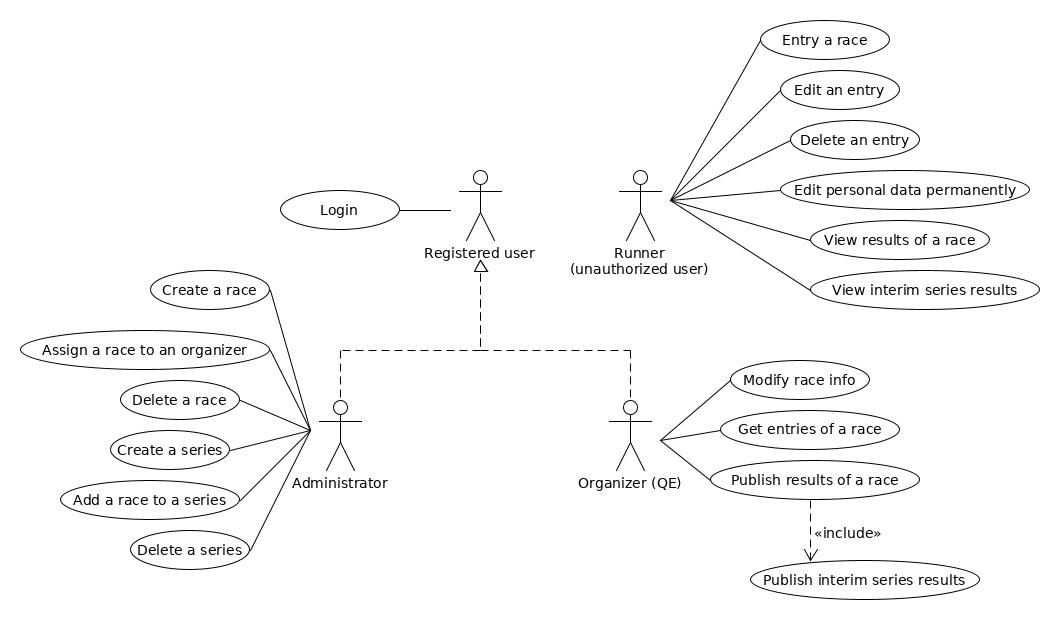 Entry a race
Edit an entry
Delete an entry
Edit personal data permanently
View results of a race
View interim series results
Login
Registered user
Runner
(unauthorized user)
Create a race
Assign a race to an organizer
Delete a race
Create a series
Add a race to a series
Delete a series
Administrator
Organizer (QE)
Modify race info
Get entries of a race
Publish results of a race
«include»
Publish interim series results